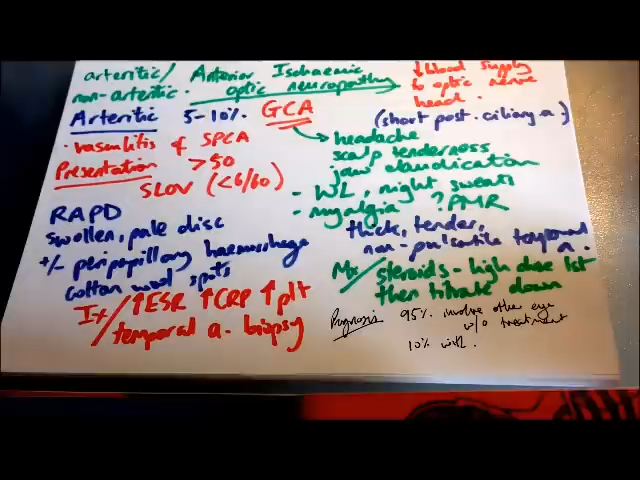 arteritic/ Anterior Ischaemic
non-arteritic. optic neuropathy
↓blood supply
to optic nerve
head.
(short post. ciliary a)
Arteritic 5-10% GCA
· vasculitis of SPCA
Presentation >50
SLOV (<6/60)
RAPD
swollen, pale disc
+/- peripapillary haemorrhage
cotton wool spots
Ix/ ↑ESR ↑CRP ↑plt
temporal a. biopsy
→ headache
scalp tenderness
jaw claudication
- WL, night sweats
- myalgia ?PMR
thick, tender,
non-pulsatile temporal
a.
Mx/ steroids - high dose 1st
then titrate down
Prognosis 95% involve other eye
w/o treatment
10% with.